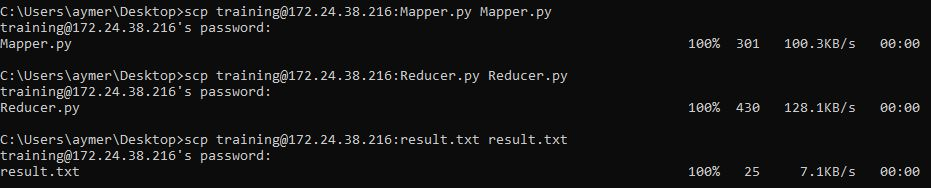 C:\Users\aymer\Desktop>scp training@172.24.38.216:Mapper.py Mapper.py
training@172.24.38.216's password:
Mapper.py 100% 301 100.3KB/s 00:00
C:\Users\aymer\Desktop>scp training@172.24.38.216:Reducer.py Reducer.py
training@172.24.38.216's password:
Reducer.py 100% 430 128.1KB/s 00:00
C:\Users\aymer\Desktop>scp training@172.24.38.216:result.txt result.txt
training@172.24.38.216's password:
result.txt 100% 25 7.1KB/s 00:00